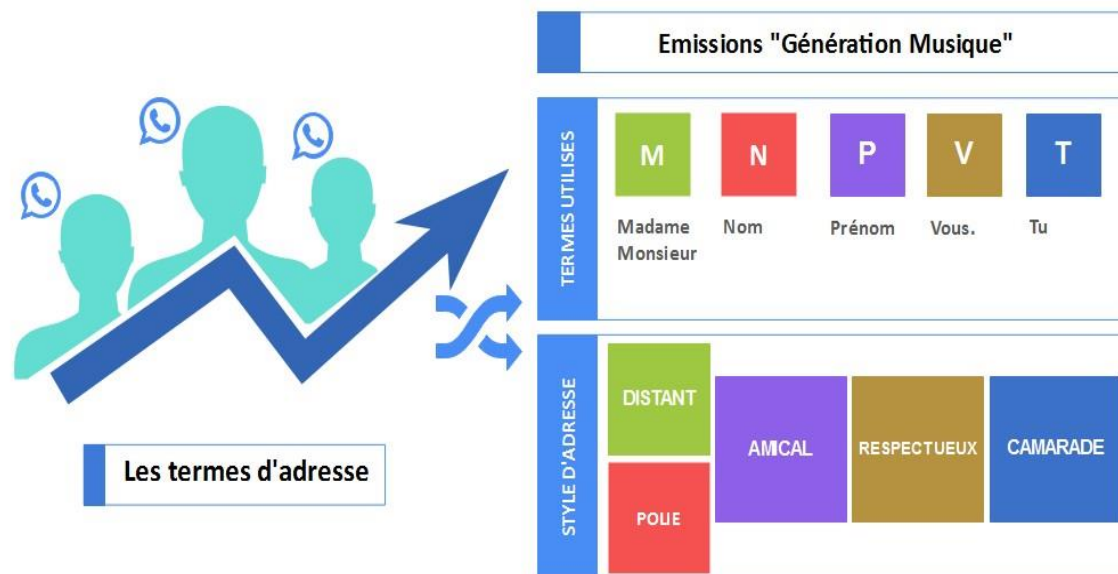 Emissions "Génération Musique"
TERMES UTILISES
M
N
P
V
T
Madame
Monsieur
Nom
Prénom
Vous.
Tu
Les termes d'adresse
STYLE D'ADRESSE
DISTANT
POLIE
AMICAL
RESPECTUEUX
CAMARADE